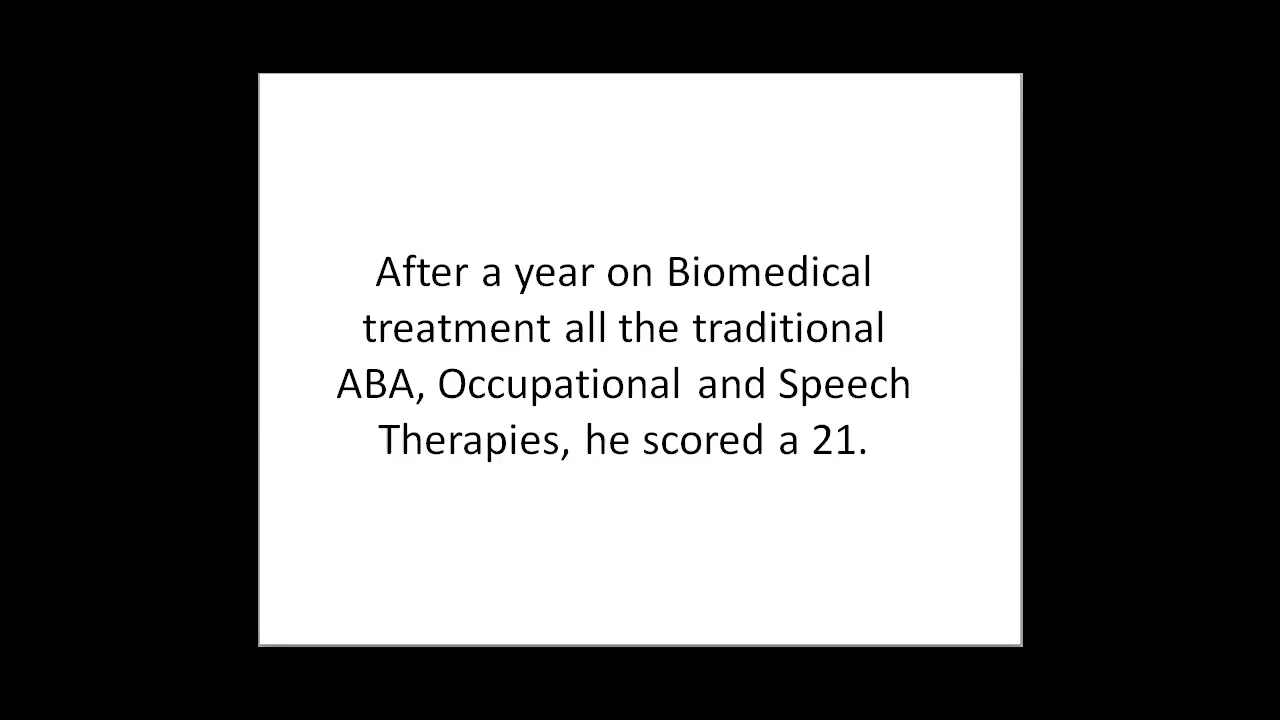 After a year on Biomedical
treatment all the traditional
ABA, Occupational and Speech
Therapies, he scored a 21.